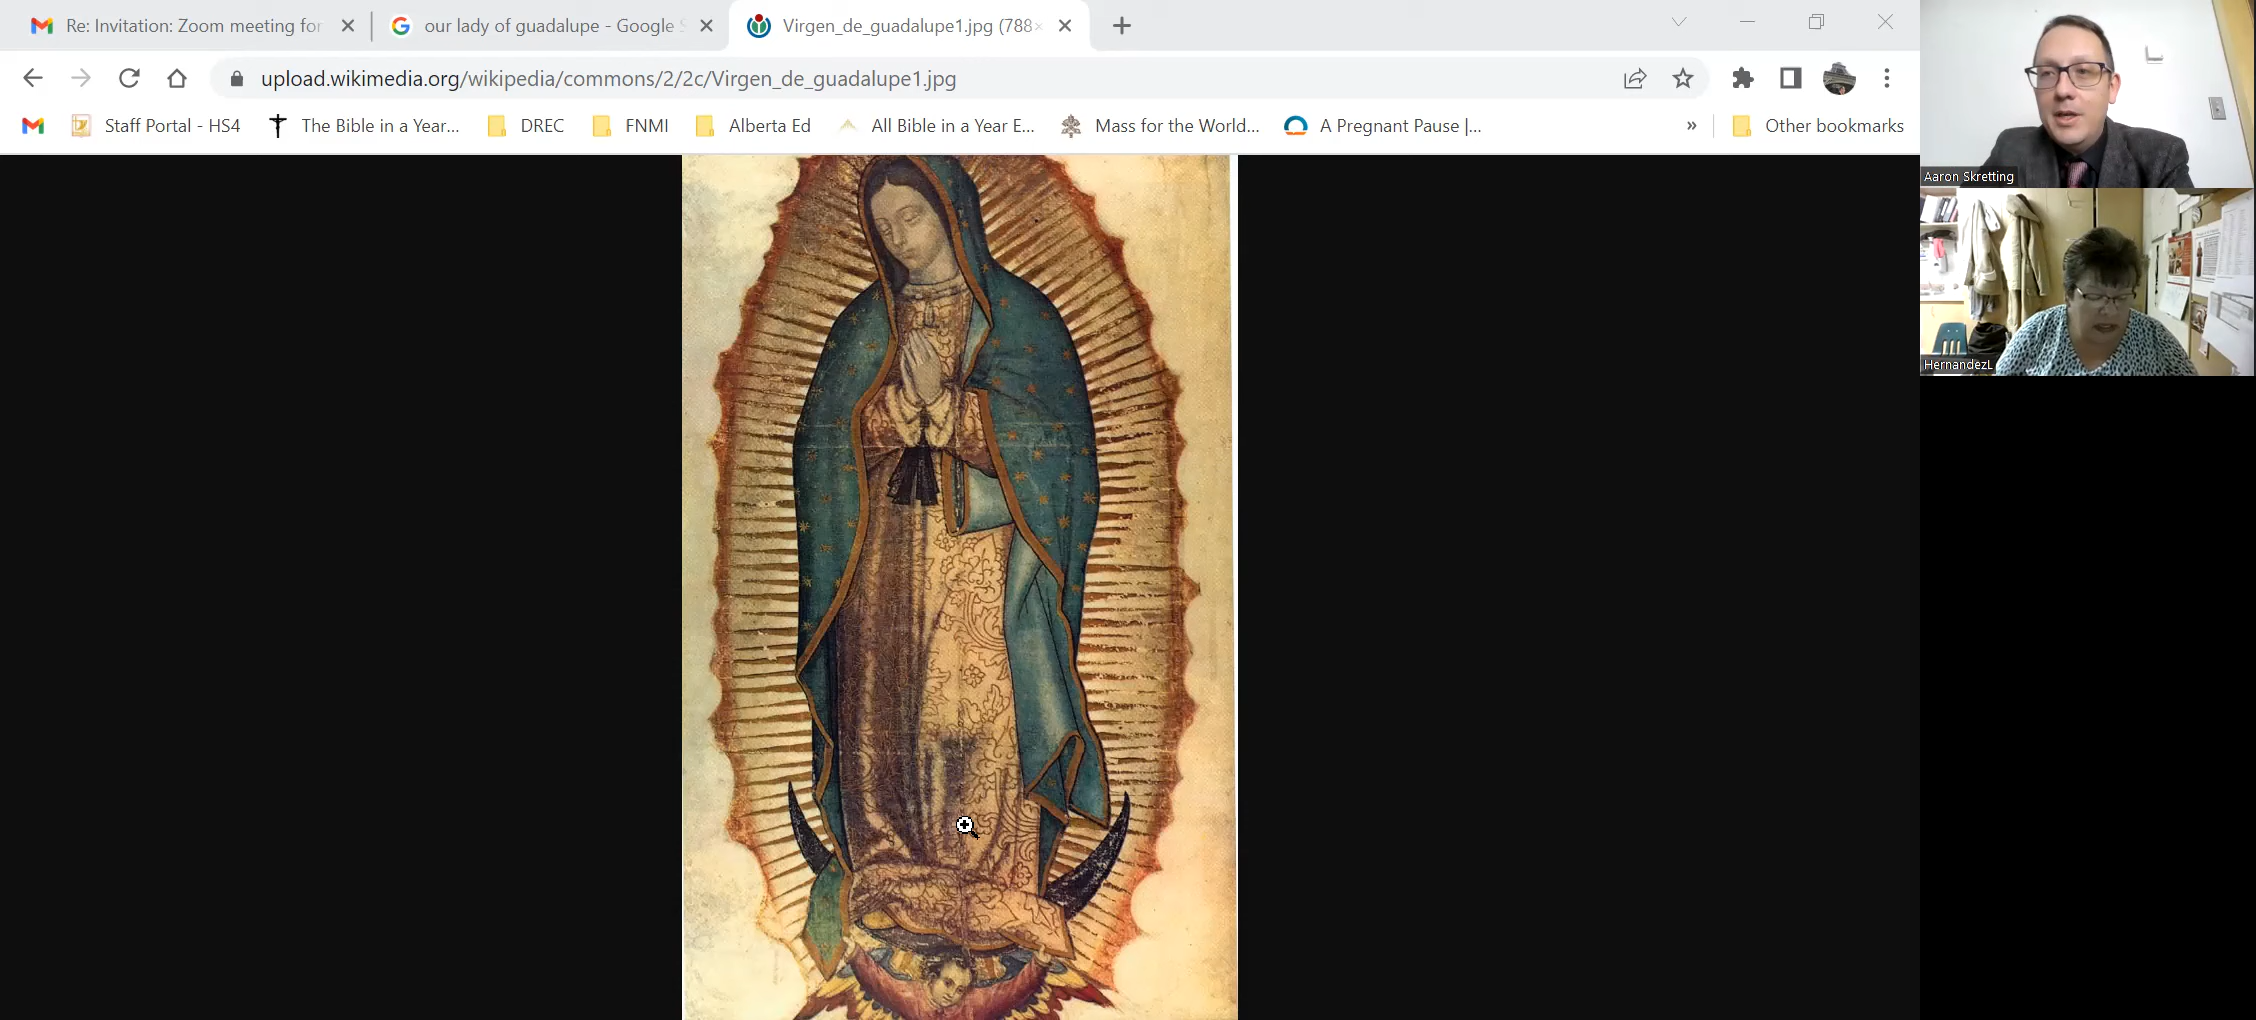 Re: Invitation: Zoom meeting for
our lady of guadalupe - Google S
Virgen_de_guadalupe1.jpg (788×
upload.wikimedia.org/wikipedia/commons/2/2c/Virgen_de_guadalupe1.jpg
Staff Portal - HS4
The Bible in a Year...
DREC
FNMI
Alberta Ed
All Bible in a Year E...
Mass for the World...
A Pregnant Pause |...
»
Other bookmarks
Aaron Skretting
HernandezL